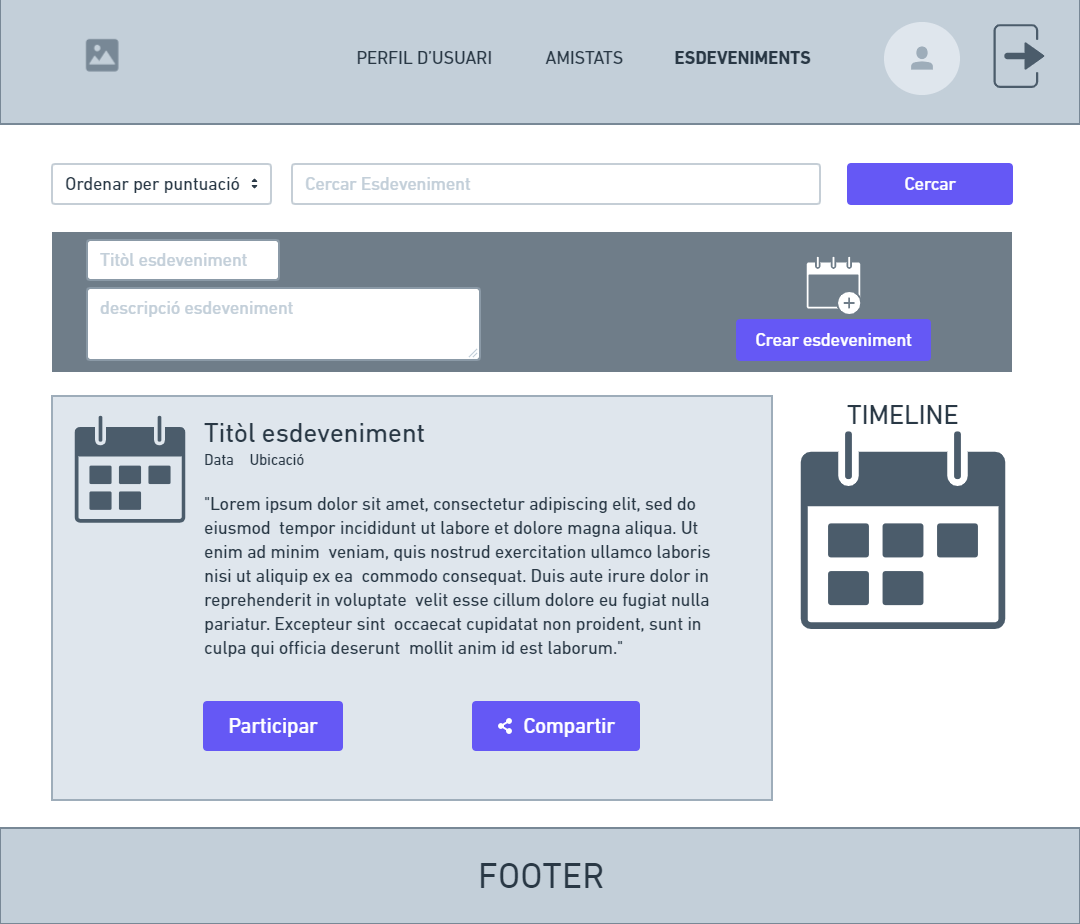 PERFIL D'USUARI AMISTATS ESDEVENIMENTS
Ordenar per puntuació Cercar Esdeveniment Cercar
Titòl esdeveniment
descripció esdeveniment
Crear esdeveniment
Titòl esdeveniment
Data Ubicació
"Lorem ipsum dolor sit amet, consectetur adipiscing elit, sed do
eiusmod  tempor incididunt ut labore et dolore magna aliqua. Ut
enim ad minim  veniam, quis nostrud exercitation ullamco laboris
nisi ut aliquip ex ea  commodo consequat. Duis aute irure dolor in
reprehenderit in voluptate  velit esse cillum dolore eu fugiat nulla
pariatur. Excepteur sint  occaecat cupidatat non proident, sunt in
culpa qui officia deserunt  mollit anim id est laborum."
Participar Compartir
TIMELINE
FOOTER